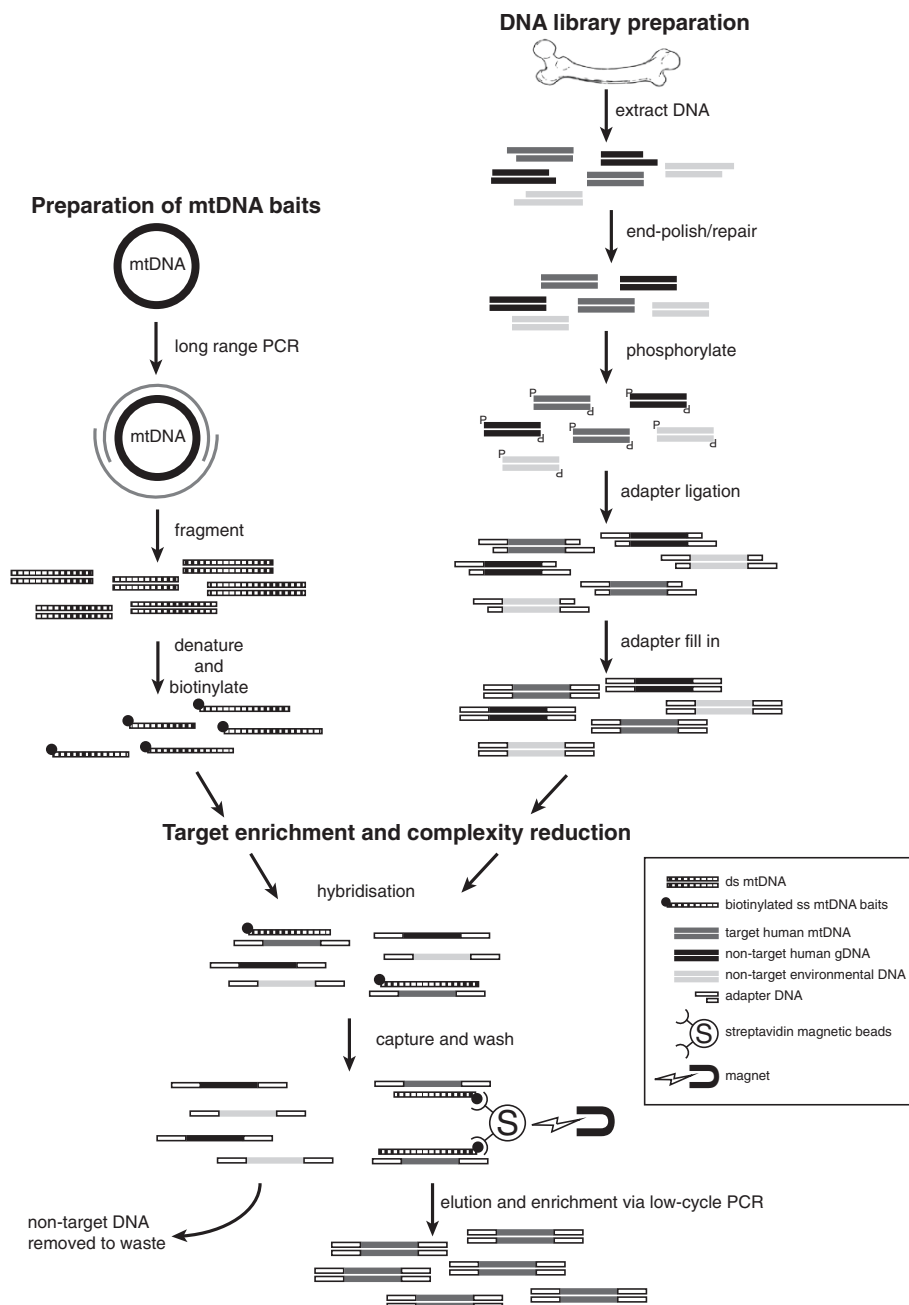 DNA library preparation
extract DNA
end-polish/repair
phosphorylate
P
P
P
P
P
P
P
P
P
P
P
P
adapter ligation
adapter fill in
Preparation of mtDNA baits
mtDNA
long range PCR
mtDNA
fragment
denature
and
biotinylate
Target enrichment and complexity reduction
hybridisation
capture and wash
S
elution and enrichment via low-cycle PCR
non-target DNA
removed to waste
ds mtDNA
biotinylated ss mtDNA baits
target human mtDNA
non-target human gDNA
non-target environmental DNA
adapter DNA
S
streptavidin magnetic beads
magnet